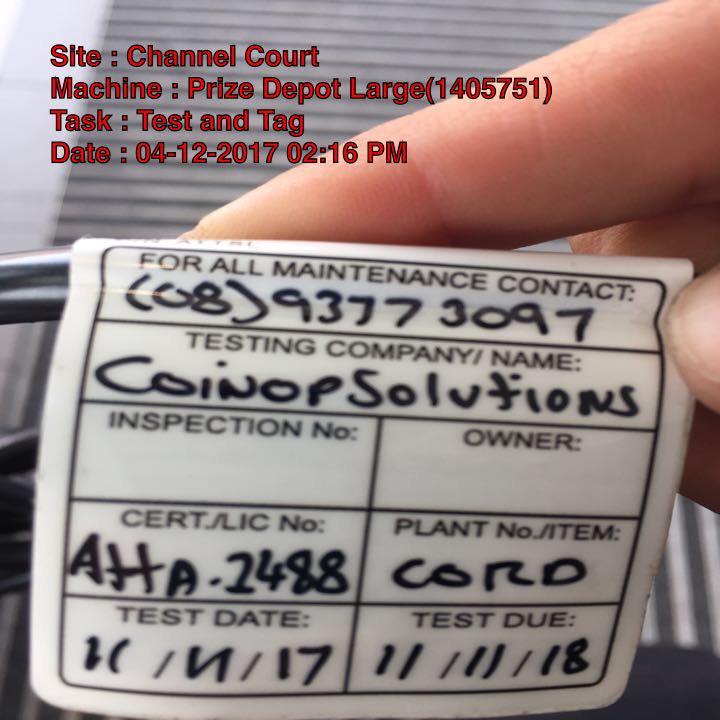 Site : Channel Court
Machine : Prize Depot Large(1405751)
Task : Test and Tag
Date : 04-12-2017 02:16 PM
FOR ALL MAINTENANCE CONTACT:
(08) 9377 3097
TESTING COMPANY/ NAME:
CoinopSolutions
INSPECTION No: OWNER:
CERT./LIC No: PLANT No./ITEM:
AHA-2488 CORD
TEST DATE: TEST DUE:
11/11/17 11/11/18